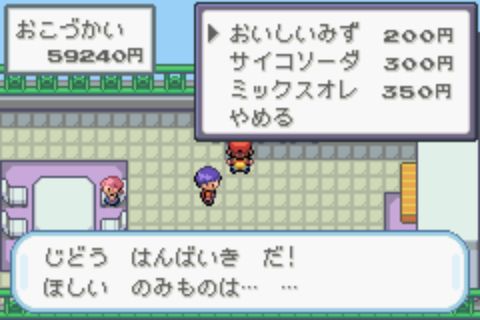 おこづかい
59240円
▶おいしいみず 200円
サイコソーダ 300円
ミックスオレ 350円
やめる
じどう はんばいき だ!
ほしい のみものは… …